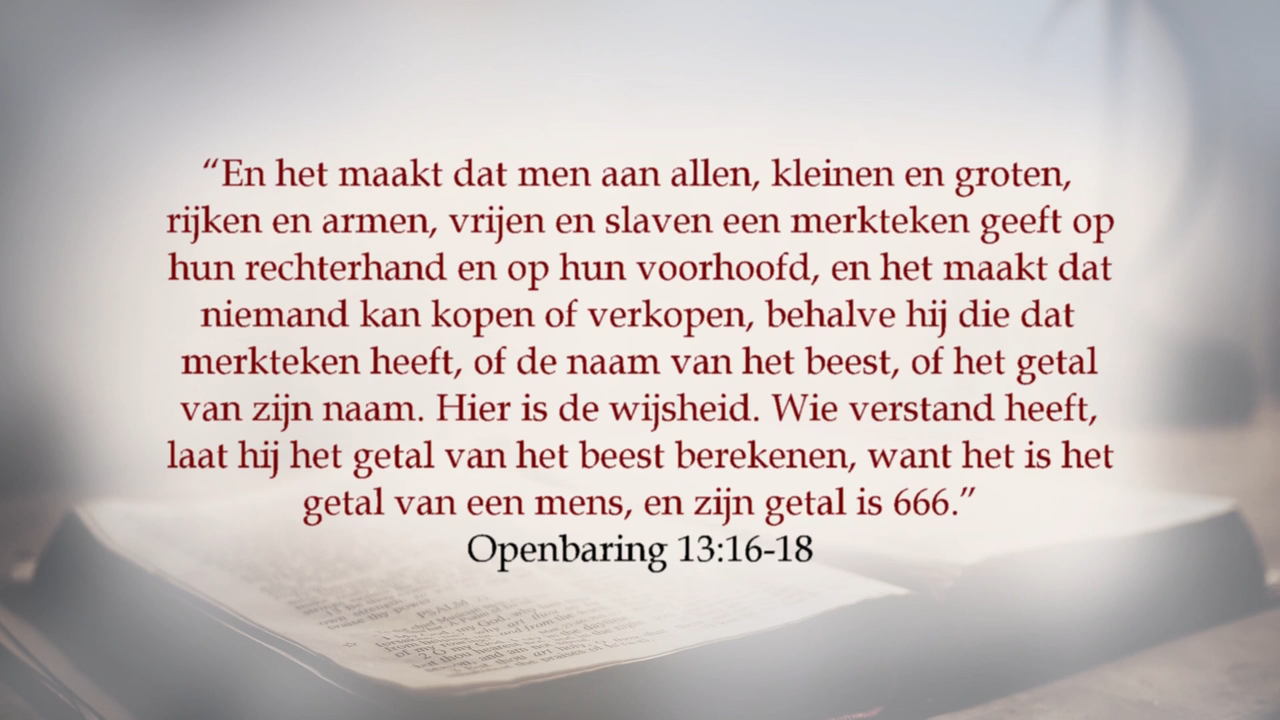 “En het maakt dat men aan allen, kleinen en groten,
rijken en armen, vrijen en slaven een merkteken geeft op
hun rechterhand en op hun voorhoofd, en het maakt dat
niemand kan kopen of verkopen, behalve hij die dat
merkteken heeft, of de naam van het beest, of het getal
van zijn naam. Hier is de wijsheid. Wie verstand heeft,
laat hij het getal van het beest berekenen, want het is het
getal van een mens, en zijn getal is 666.”
Openbaring 13:16-18
PSALM